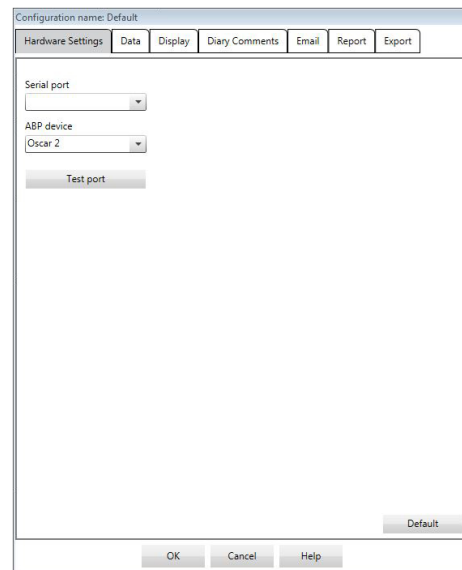 Configuration name: Default
Hardware Settings Data Display Diary Comments Email Report Export
Serial port
ABP device
Oscar 2
Test port
Default
OK Cancel Help